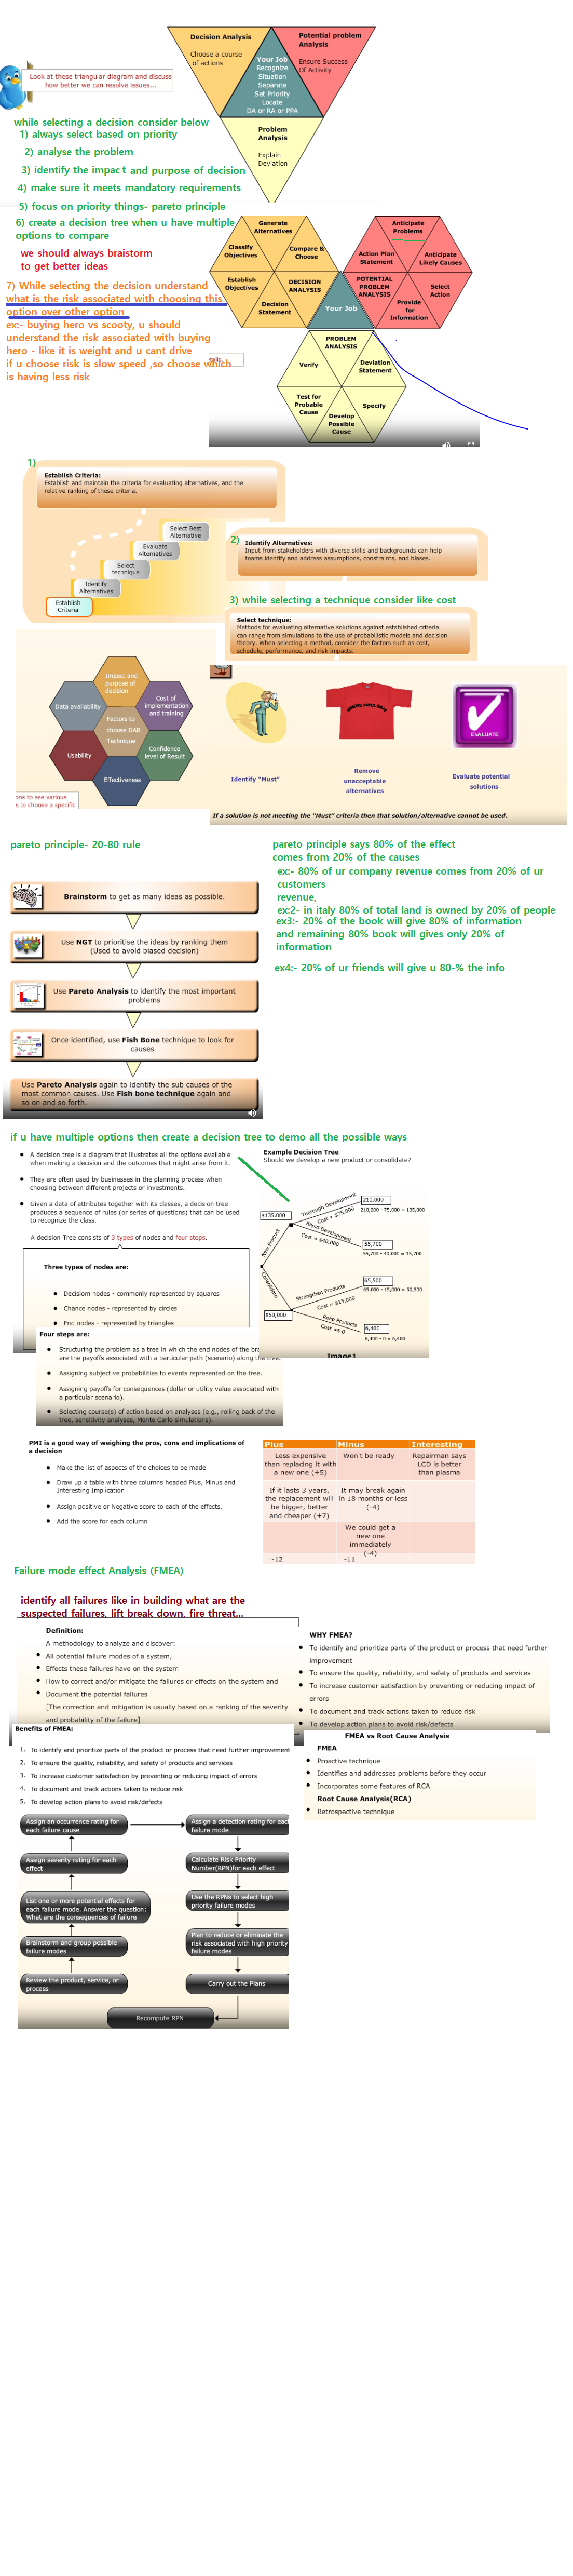 Decision Analysis
Choose a course
of actions
Potential problem
Analysis
Ensure Success
Of Activity
Your Job
Recognize
Situation
Separate
Set Priority
Locate
DA or RA or PPA
Problem
Analysis
Explain
Deviation
Look at these triangular diagram and discuss
how better we can resolve issues....
while selecting a decision consider below
1) always select based on priority
2) analyse the problem
3) identify the impact and purpose of decision
4) make sure it meets mandatory requirements
5) focus on priority things- pareto principle
6) create a decision tree when u have multiple
options to compare
we should always braistorm
to get better ideas
7) While selecting the decision understand
what is the risk associated with choosing this
option over other option
ex:- buying hero vs scooty, u should
understand the risk associated with buying
hero - like it is weight and u cant drive
if u choose risk is slow speed ,so choose which
is having less risk
Generate
Alternatives
Classify
Objectives
Compare &
Choose
Establish
Objectives
DECISION
ANALYSIS
Decision
Statement
Anticipate
Problems
Action Plan
Statement
Anticipate
Likely Causes
POTENTIAL
PROBLEM
ANALYSIS
Select
Action
Provide
for
Information
Your Job
PROBLEM
ANALYSIS
Verify
Deviation
Statement
Test for
Probable
Cause
Specify
Develop
Possible
Cause
1)
Establish Criteria:
Establish and maintain the criteria for evaluating alternatives, and the
relative ranking of these criteria.
Select Best
Alternative
Evaluate
Alternatives
Select
technique
Identify
Alternatives
Establish
Criteria
2)
Identify Alternatives:
Input from stakeholders with diverse skills and backgrounds can help
teams identify and address assumptions, constraints, and biases.
3) while selecting a technique consider like cost
Select technique:
Methods for evaluating alternative solutions against established criteria
can range from simulations to the use of probabilistic models and decision
theory. When selecting a method, consider the factors such as cost,
schedule, performance, and risk impacts.
Impact and
purpose of
decision
Data availability
Cost of
implementation
and training
Factors to
choose DAR
Technique
Usability
Confidence
level of Result
Effectiveness
ons to see various
s to choose a specific
EVALUATE
Identify "Must"
Remove
unacceptable
alternatives
Evaluate potential
solutions
If a solution is not meeting the "Must" criteria then that solution/alternative cannot be used.
pareto principle- 20-80 rule
pareto principle says 80% of the effect
comes from 20% of the causes
ex:- 80% of ur company revenue comes from 20% of ur
customers
revenue,
ex:2- in italy 80% of total land is owned by 20% of people
ex3:- 20% of the book will give 80% of information
and remaining 80% book will gives only 20% of
information
ex4:- 20% of ur friends will give u 80-% the info
Brainstorm to get as many ideas as possible.
Use NGT to prioritise the ideas by ranking them
(Used to avoid biased decision)
Use Pareto Analysis to identify the most important
problems
Once identified, use Fish Bone technique to look for
causes
Use Pareto Analysis again to identify the sub causes of the
most common causes. Use Fish bone technique again and
so on and so forth.
if u have multiple options then create a decision tree to demo all the possible ways
A decision tree is a diagram that illustrates all the options available
when making a decision and the outcomes that might arise from it.
They are often used by businesses in the planning process when
choosing between different projects or investments.
Given a data of attributes together with its classes, a decision tree
produces a sequence of rules (or series of questions) that can be used
to recognize the class.
A decision Tree consists of 3 types of nodes and four steps.
Three types of nodes are:
Decisiom nodes - commonly represented by squares
Chance nodes - represented by circles
End nodes - represented by triangles
Four steps are:
Structuring the problem as a tree in which the end nodes of the bra
are the payoffs associated with a particular path (scenario) along the tree.
Assigning subjective probabilities to events represented on the tree.
Assigning payoffs for consequences (dollar or utility value associated with
a particular scenario).
Selecting course(s) of action based on analyses (e.g., rolling back of the
tree, sensitivity analyses, Monte Carlo simulations).
Example Decision Tree
Should we develop a new product or consolidate?
$135,000
New Product
Consolidate
$50,000
Thorough Development
Cost = $75,000
210,000
210,000 - 75,000 = 135,000
Rapid Development
Cost = $40,000
55,700
55,700 - 40,000 = 15,700
Strengthen Products
Cost = $15,000
65,500
65,000 - 15,000 = 50,500
Reap Products
Cost =$ 0
6,400
6,400 - 0 = 6,400
Image1
PMI is a good way of weighing the pros, cons and implications of
a decision
Make the list of aspects of the choices to be made
Draw up a table with three columns headed Plus, Minus and
Interesting Implication
Assign positive or Negative score to each of the effects.
Add the score for each column
Plus Minus Interesting
Less expensive
than replacing it with
a new one (+5)
Won't be ready
Repairman says
LCD is better
than plasma
If it lasts 3 years,
the replacement will
be bigger, better
and cheaper (+7)
It may break again
in 18 months or less
(-4)
We could get a
new one
immediately
(-4)
-12
-11
Failure mode effect Analysis (FMEA)
identify all failures like in building what are the
suspected failures, lift break down, fire threat...
Definition:
A methodology to analyze and discover:
All potential failure modes of a system,
Effects these failures have on the system
How to correct and/or mitigate the failures or effects on the system and
Document the potential failures
[The correction and mitigation is usually based on a ranking of the severity
and probability of the failure]
WHY FMEA?
To identify and prioritize parts of the product or process that need further
improvement
To ensure the quality, reliability, and safety of products and services
To increase customer satisfaction by preventing or reducing impact of
errors
To document and track actions taken to reduce risk
To develop action plans to avoid risk/defects
Benefits of FMEA:
1. To identify and prioritize parts of the product or process that need further improvement
2. To ensure the quality, reliability, and safety of products and services
3. To increase customer satisfaction by preventing or reducing impact of errors
4. To document and track actions taken to reduce risk
5. To develop action plans to avoid risk/defects
FMEA vs Root Cause Analysis
FMEA
Proactive technique
Identifies and addresses problems before they occur
Incorporates some features of RCA
Root Cause Analysis(RCA)
Retrospective technique
Assign an occurrence rating for
each failure cause
Assign a detection rating for each
failure mode
Assign severity rating for each
effect
Calculate Risk Priority
Number(RPN)for each effect
List one or more potential effects for
each failure mode. Answer the question:
What are the consequences of failure
Use the RPNs to select high
priority failure modes
Brainstorm and group possible
failure modes
Plan to reduce or eliminate the
risk associated with high priority
failure modes
Review the product, service, or
process
Carry out the Plans
Recompute RPN